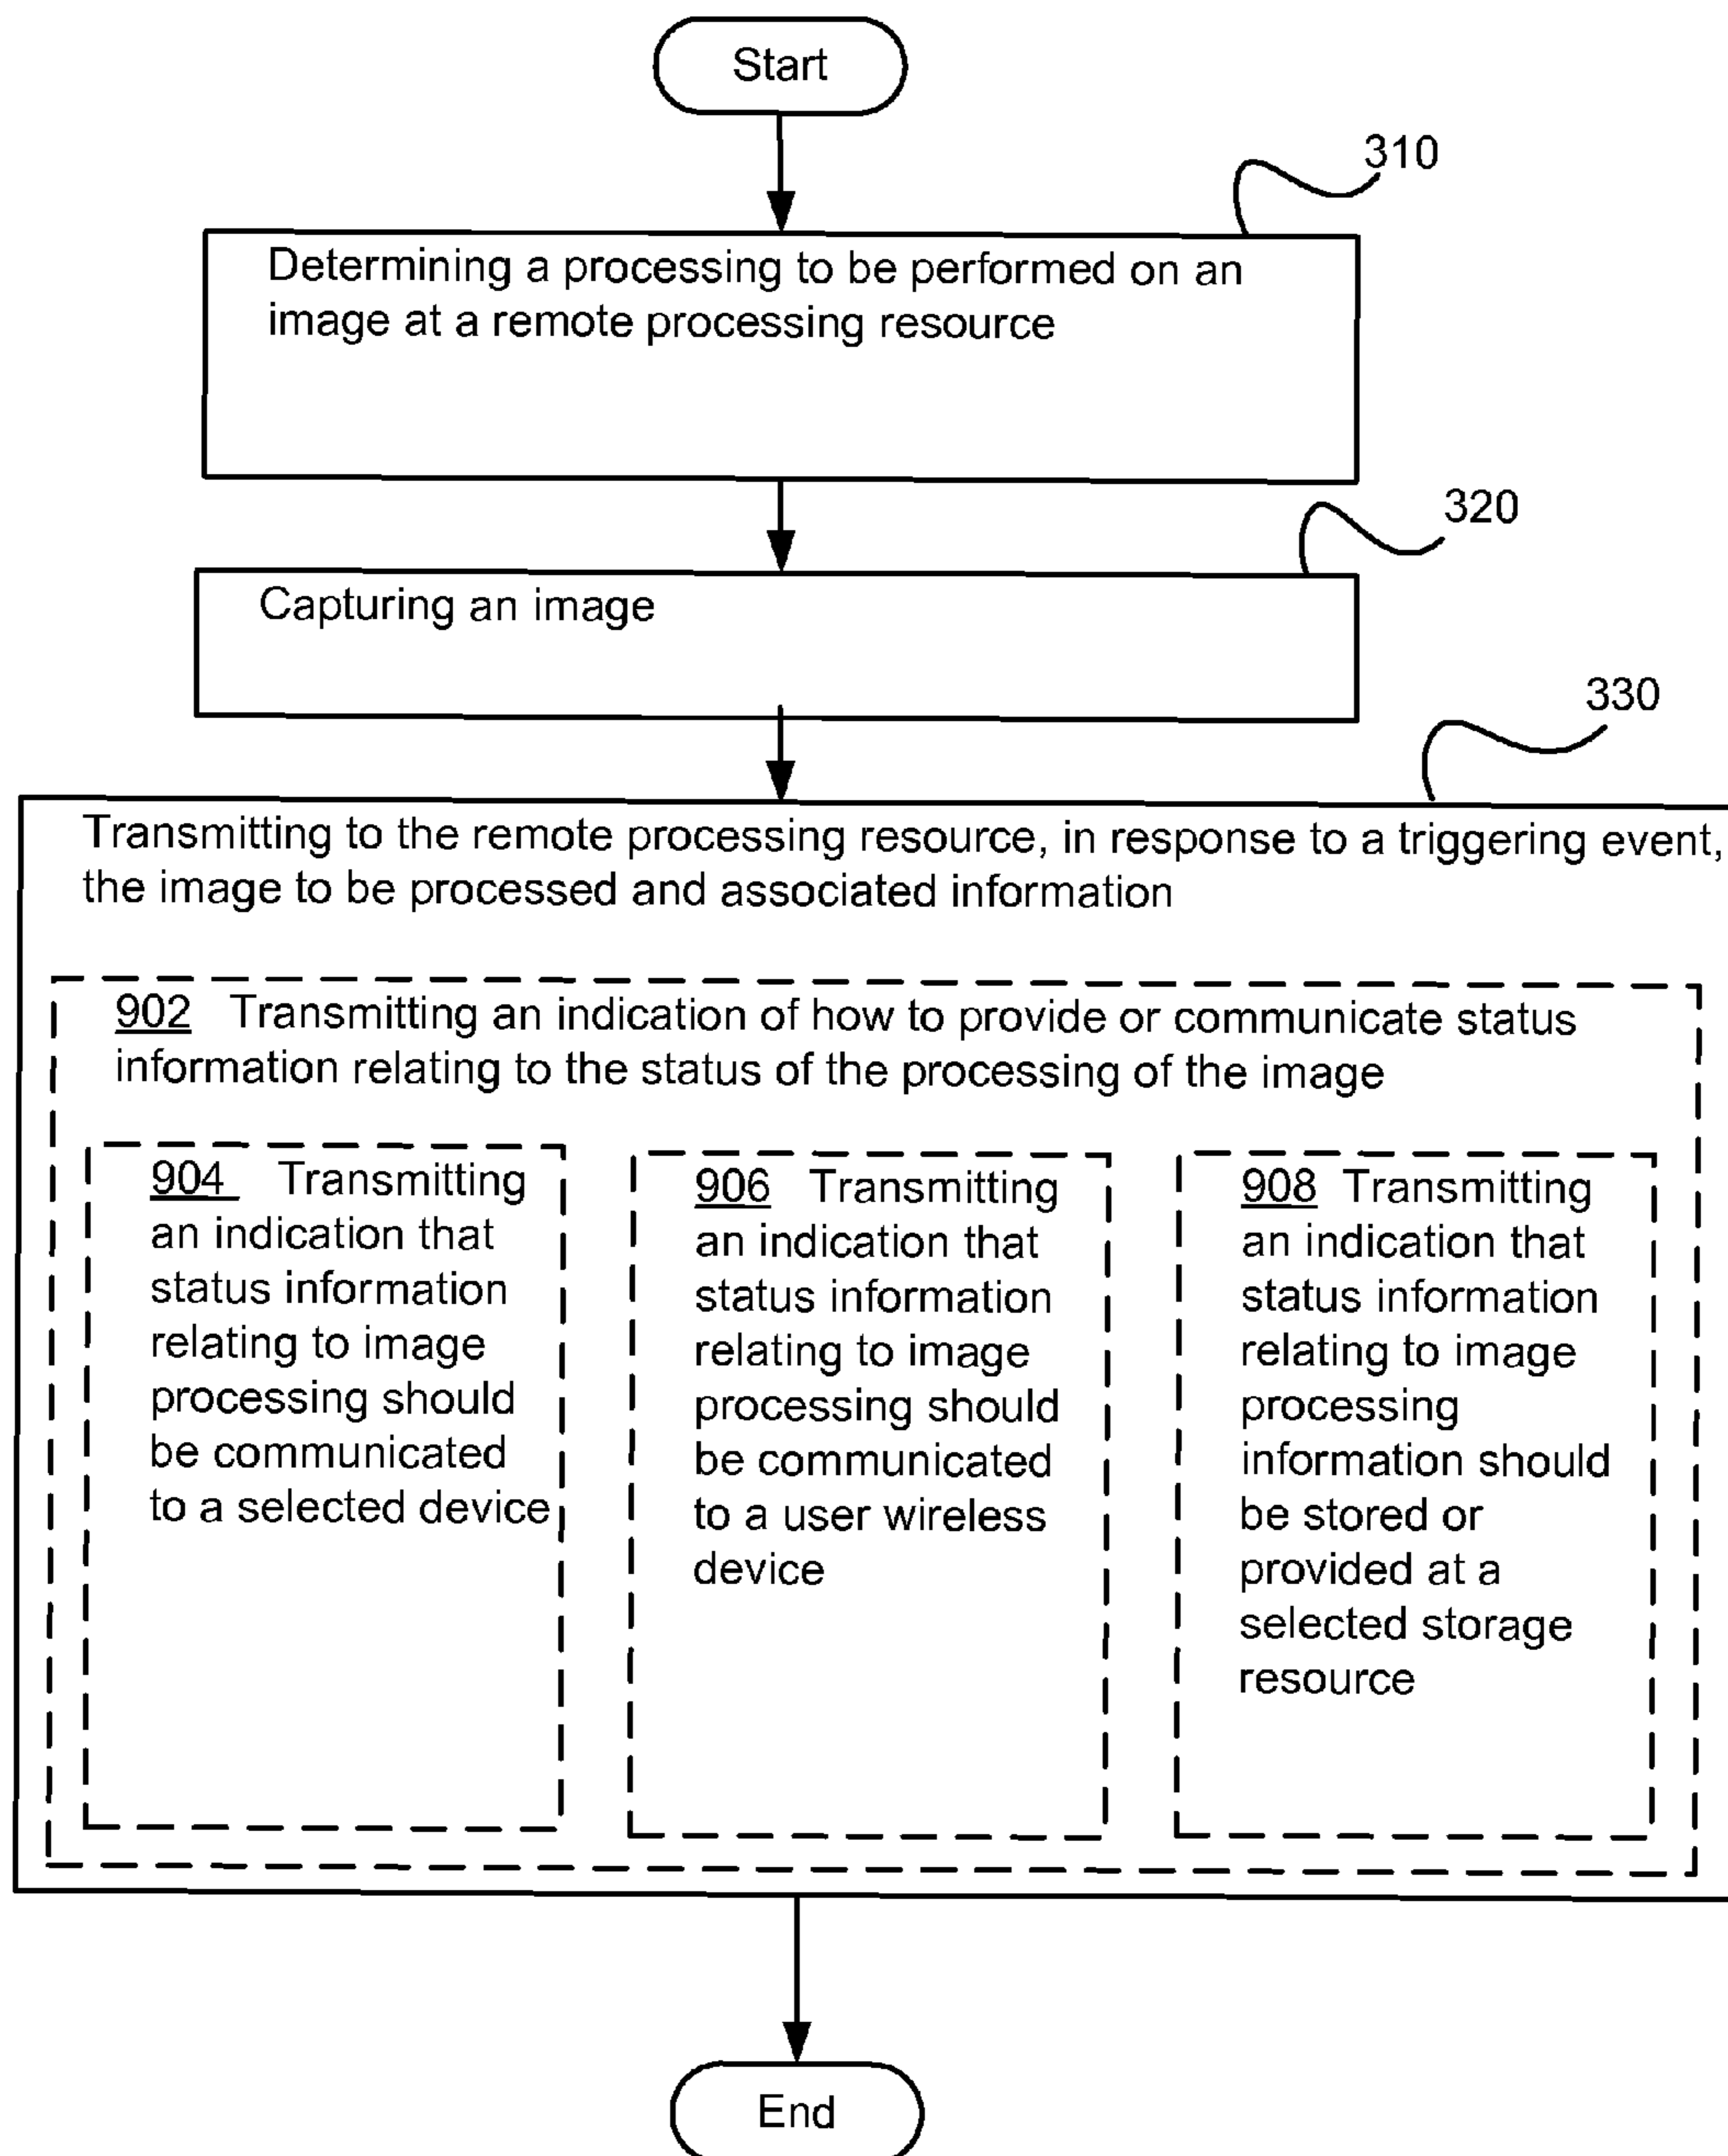 Start
310
Determining a processing to be performed on an
image at a remote processing resource
320
Capturing an image
330
Transmitting to the remote processing resource, in response to a triggering event,
the image to be processed and associated information
902 Transmitting an indication of how to provide or communicate status
information relating to the status of the processing of the image
904 Transmitting
an indication that
status information
relating to image
processing should
be communicated
to a selected device
906 Transmitting
an indication that
status information
relating to image
processing should
be communicated
to a user wireless
device
908 Transmitting
an indication that
status information
relating to image
processing
information should
be stored or
provided at a
selected storage
resource
End